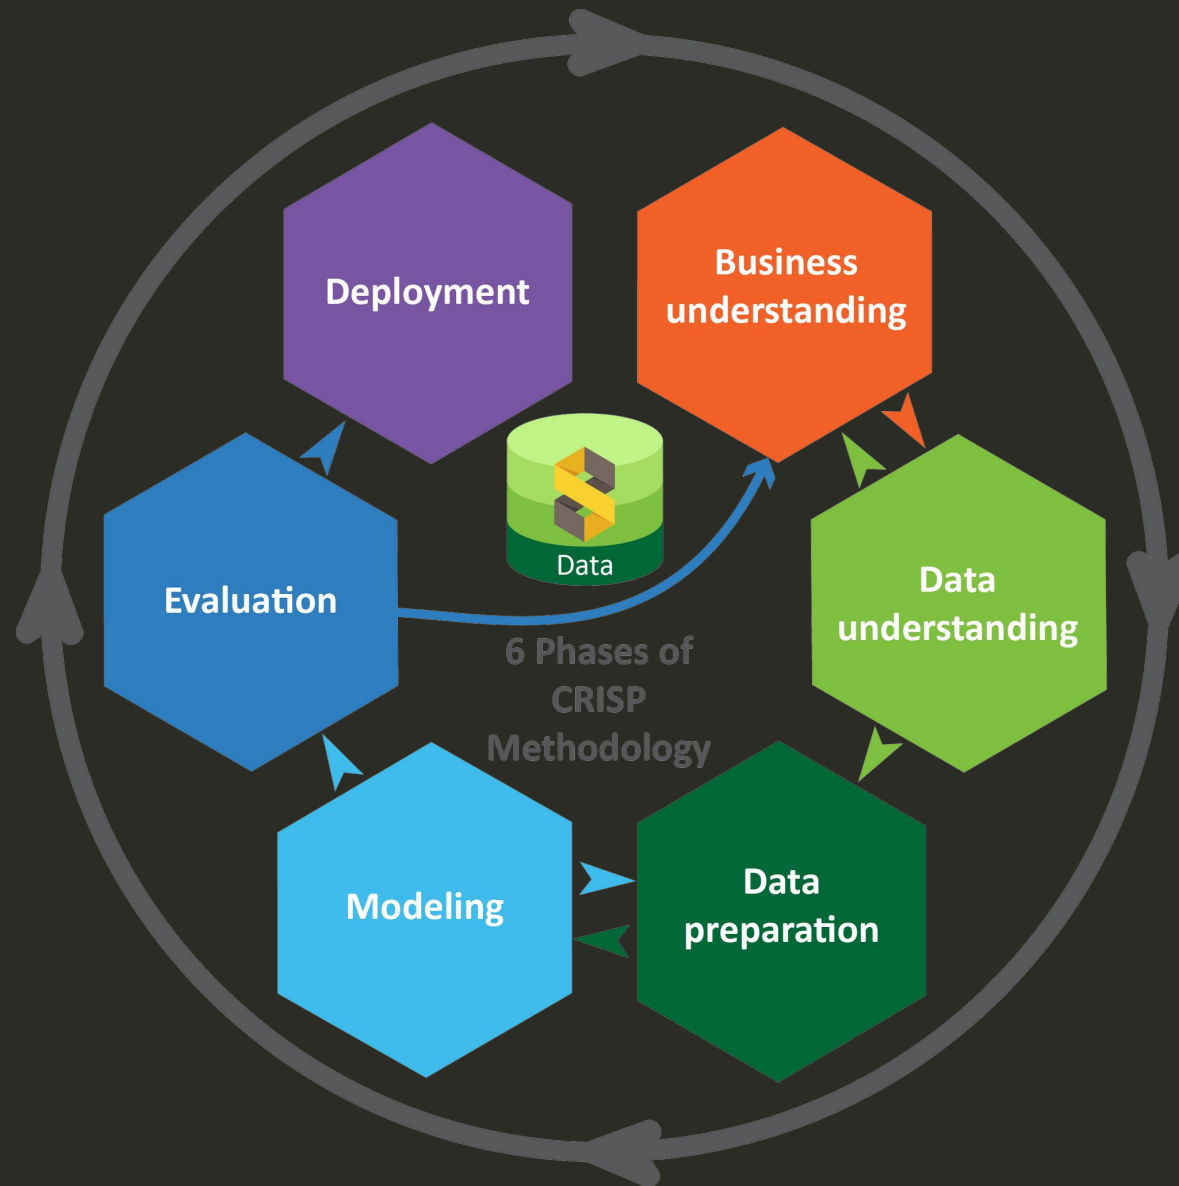 Deployment
Business
understanding
Data
understanding
Data
preparation
Modeling
Evaluation
Data
6 Phases of
CRISP
Methodology